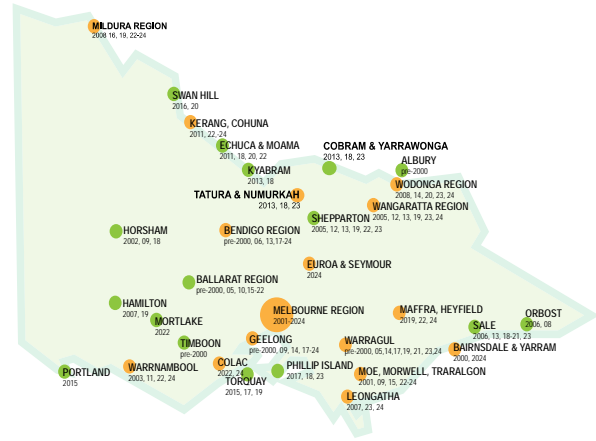 MILDURA REGION
2008 16, 19, 22-24
SWAN HILL
2016, 20
KERANG, COHUNA
2011, 22,-24
ECHUCA & MOAMA
2011, 18, 20, 22
COBRAM & YARRAWONGA
2013, 18, 23
KYABRAM
2013, 18
ALBURY
pre-2000
WODONGA REGION
2008, 14, 20, 23, 24
TATURA & NUMURKAH
2013, 18, 23
WANGARATTA REGION
2005, 12, 13, 19, 23, 24
SHEPPARTON
2005, 12, 13, 19, 22, 23
HORSHAM
2002, 09, 18
BENDIGO REGION
pre-2000, 06, 13,17-24
EUROA & SEYMOUR
2024
BALLARAT REGION
pre-2000, 05, 10,15-22
HAMILTON
2007, 19
MORTLAKE
2022
MELBOURNE REGION
2001-2024
MAFFRA, HEYFIELD
2019, 22, 24
ORBOST
2006, 08
SALE
2006, 13, 18-21, 23
TIMBOON
pre-2000
GEELONG
pre-2000, 09, 14, 17-24
WARRAGUL
pre-2000, 05,14,17,19, 21,23,24
BAIRNSDALE & YARRAM
2000, 2024
PORTLAND
2015
WARRNAMBOOL
2003, 11, 22, 24
COLAC
2022, 24
TORQUAY
2015, 17, 19
PHILLIP ISLAND
2017, 18, 23
MOE, MORWELL, TRARALGON
2001, 09, 15, 22-24
LEONGATHA
2007, 23, 24